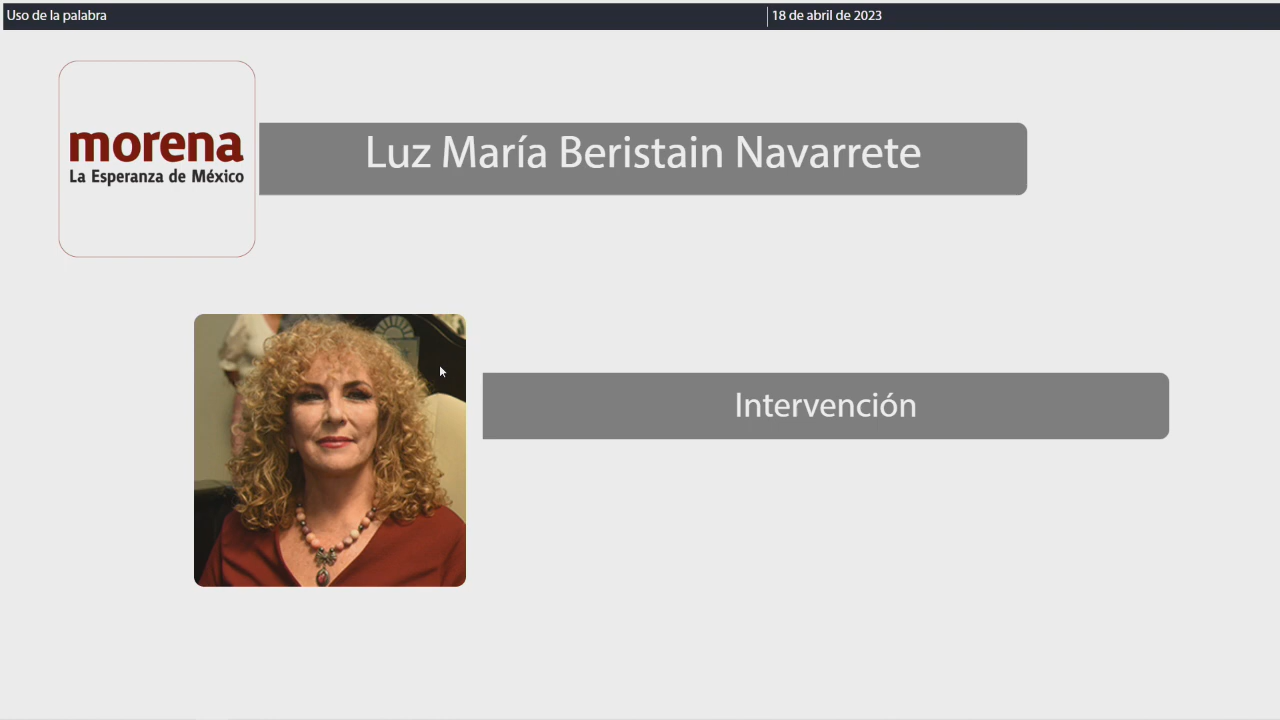 Uso de la palabra
18 de abril de 2023
morena
La Esperanza de México
Luz María Beristain Navarrete
Intervención